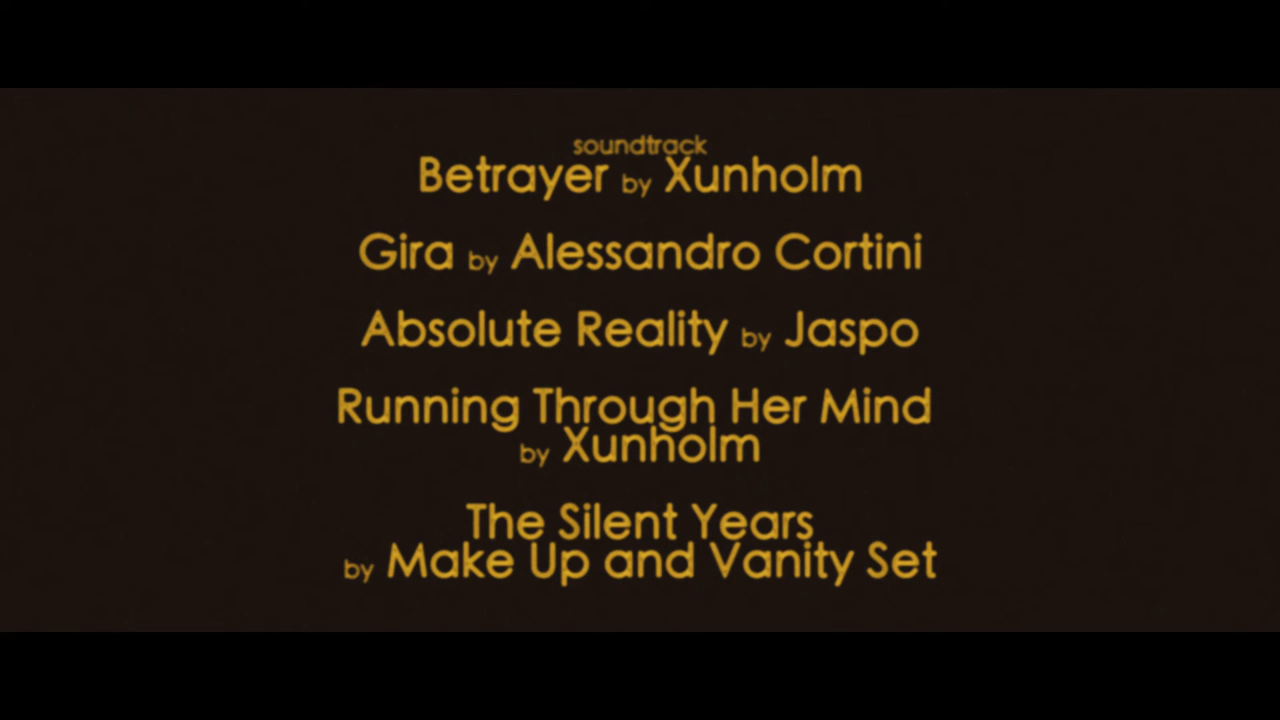 soundtrack
Betrayer by Xunholm
Gira by Alessandro Cortini
Absolute Reality by Jaspo
Running Through Her Mind
by Xunholm
The Silent Years
by Make Up and Vanity Set